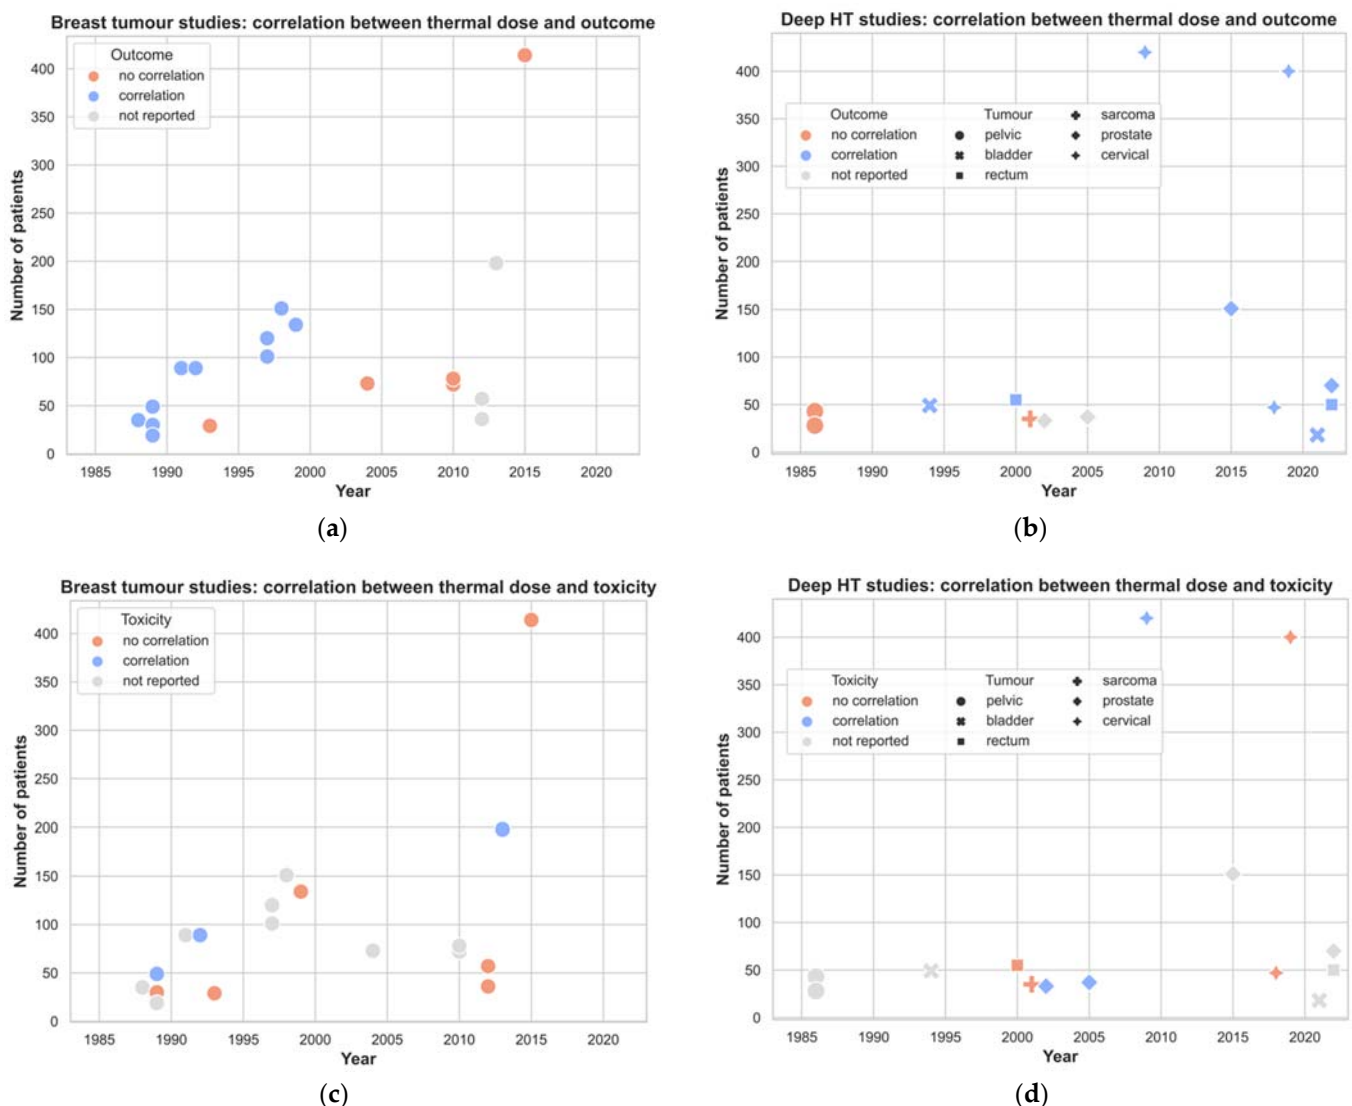 Breast tumour studies: correlation between thermal dose and outcome
Outcome
no correlation
correlation
not reported
Number of patients
400
350
300
250
200
150
100
50
0
1985 1990 1995 2000 2005 2010 2015 2020
Year
(a)
Deep HT studies: correlation between thermal dose and outcome
Outcome Tumour sarcoma
no correlation pelvic prostate
correlation bladder cervical
not reported rectum
Number of patients
400
350
300
250
200
150
100
50
0
1985 1990 1995 2000 2005 2010 2015 2020
Year
(b)
Breast tumour studies: correlation between thermal dose and toxicity
Toxicity
no correlation
correlation
not reported
Number of patients
400
350
300
250
200
150
100
50
0
1985 1990 1995 2000 2005 2010 2015 2020
Year
(c)
Deep HT studies: correlation between thermal dose and toxicity
Toxicity Tumour sarcoma
no correlation pelvic prostate
correlation bladder cervical
not reported rectum
Number of patients
400
350
300
250
200
150
100
50
0
1985 1990 1995 2000 2005 2010 2015 2020
Year
(d)